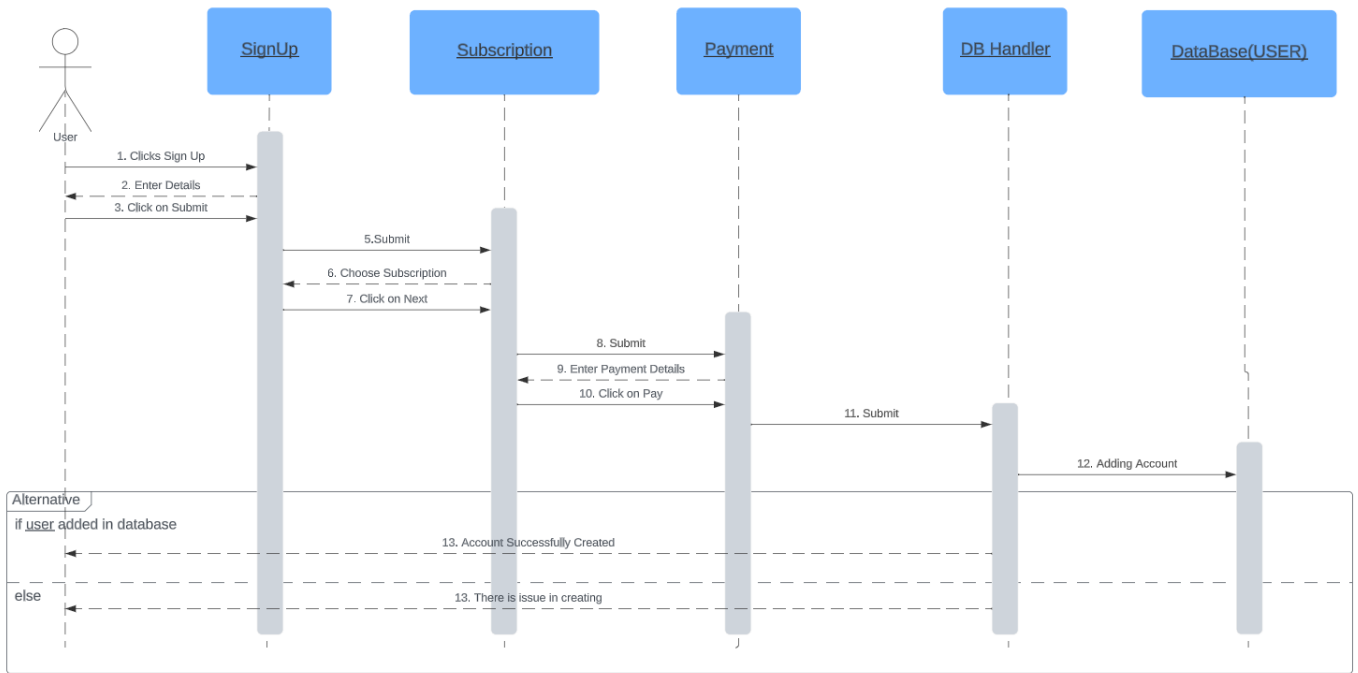 SignUp
Subscription
Payment
DB Handler
DataBase(USER)
User
1. Clicks Sign Up
2. Enter Details
3. Click on Submit
5.Submit
6. Choose Subscription
7. Click on Next
8. Submit
9. Enter Payment Details
10. Click on Pay
11. Submit
12. Adding Account
Alternative
if user added in database
13. Account Successfully Created
else
13. There is issue in creating